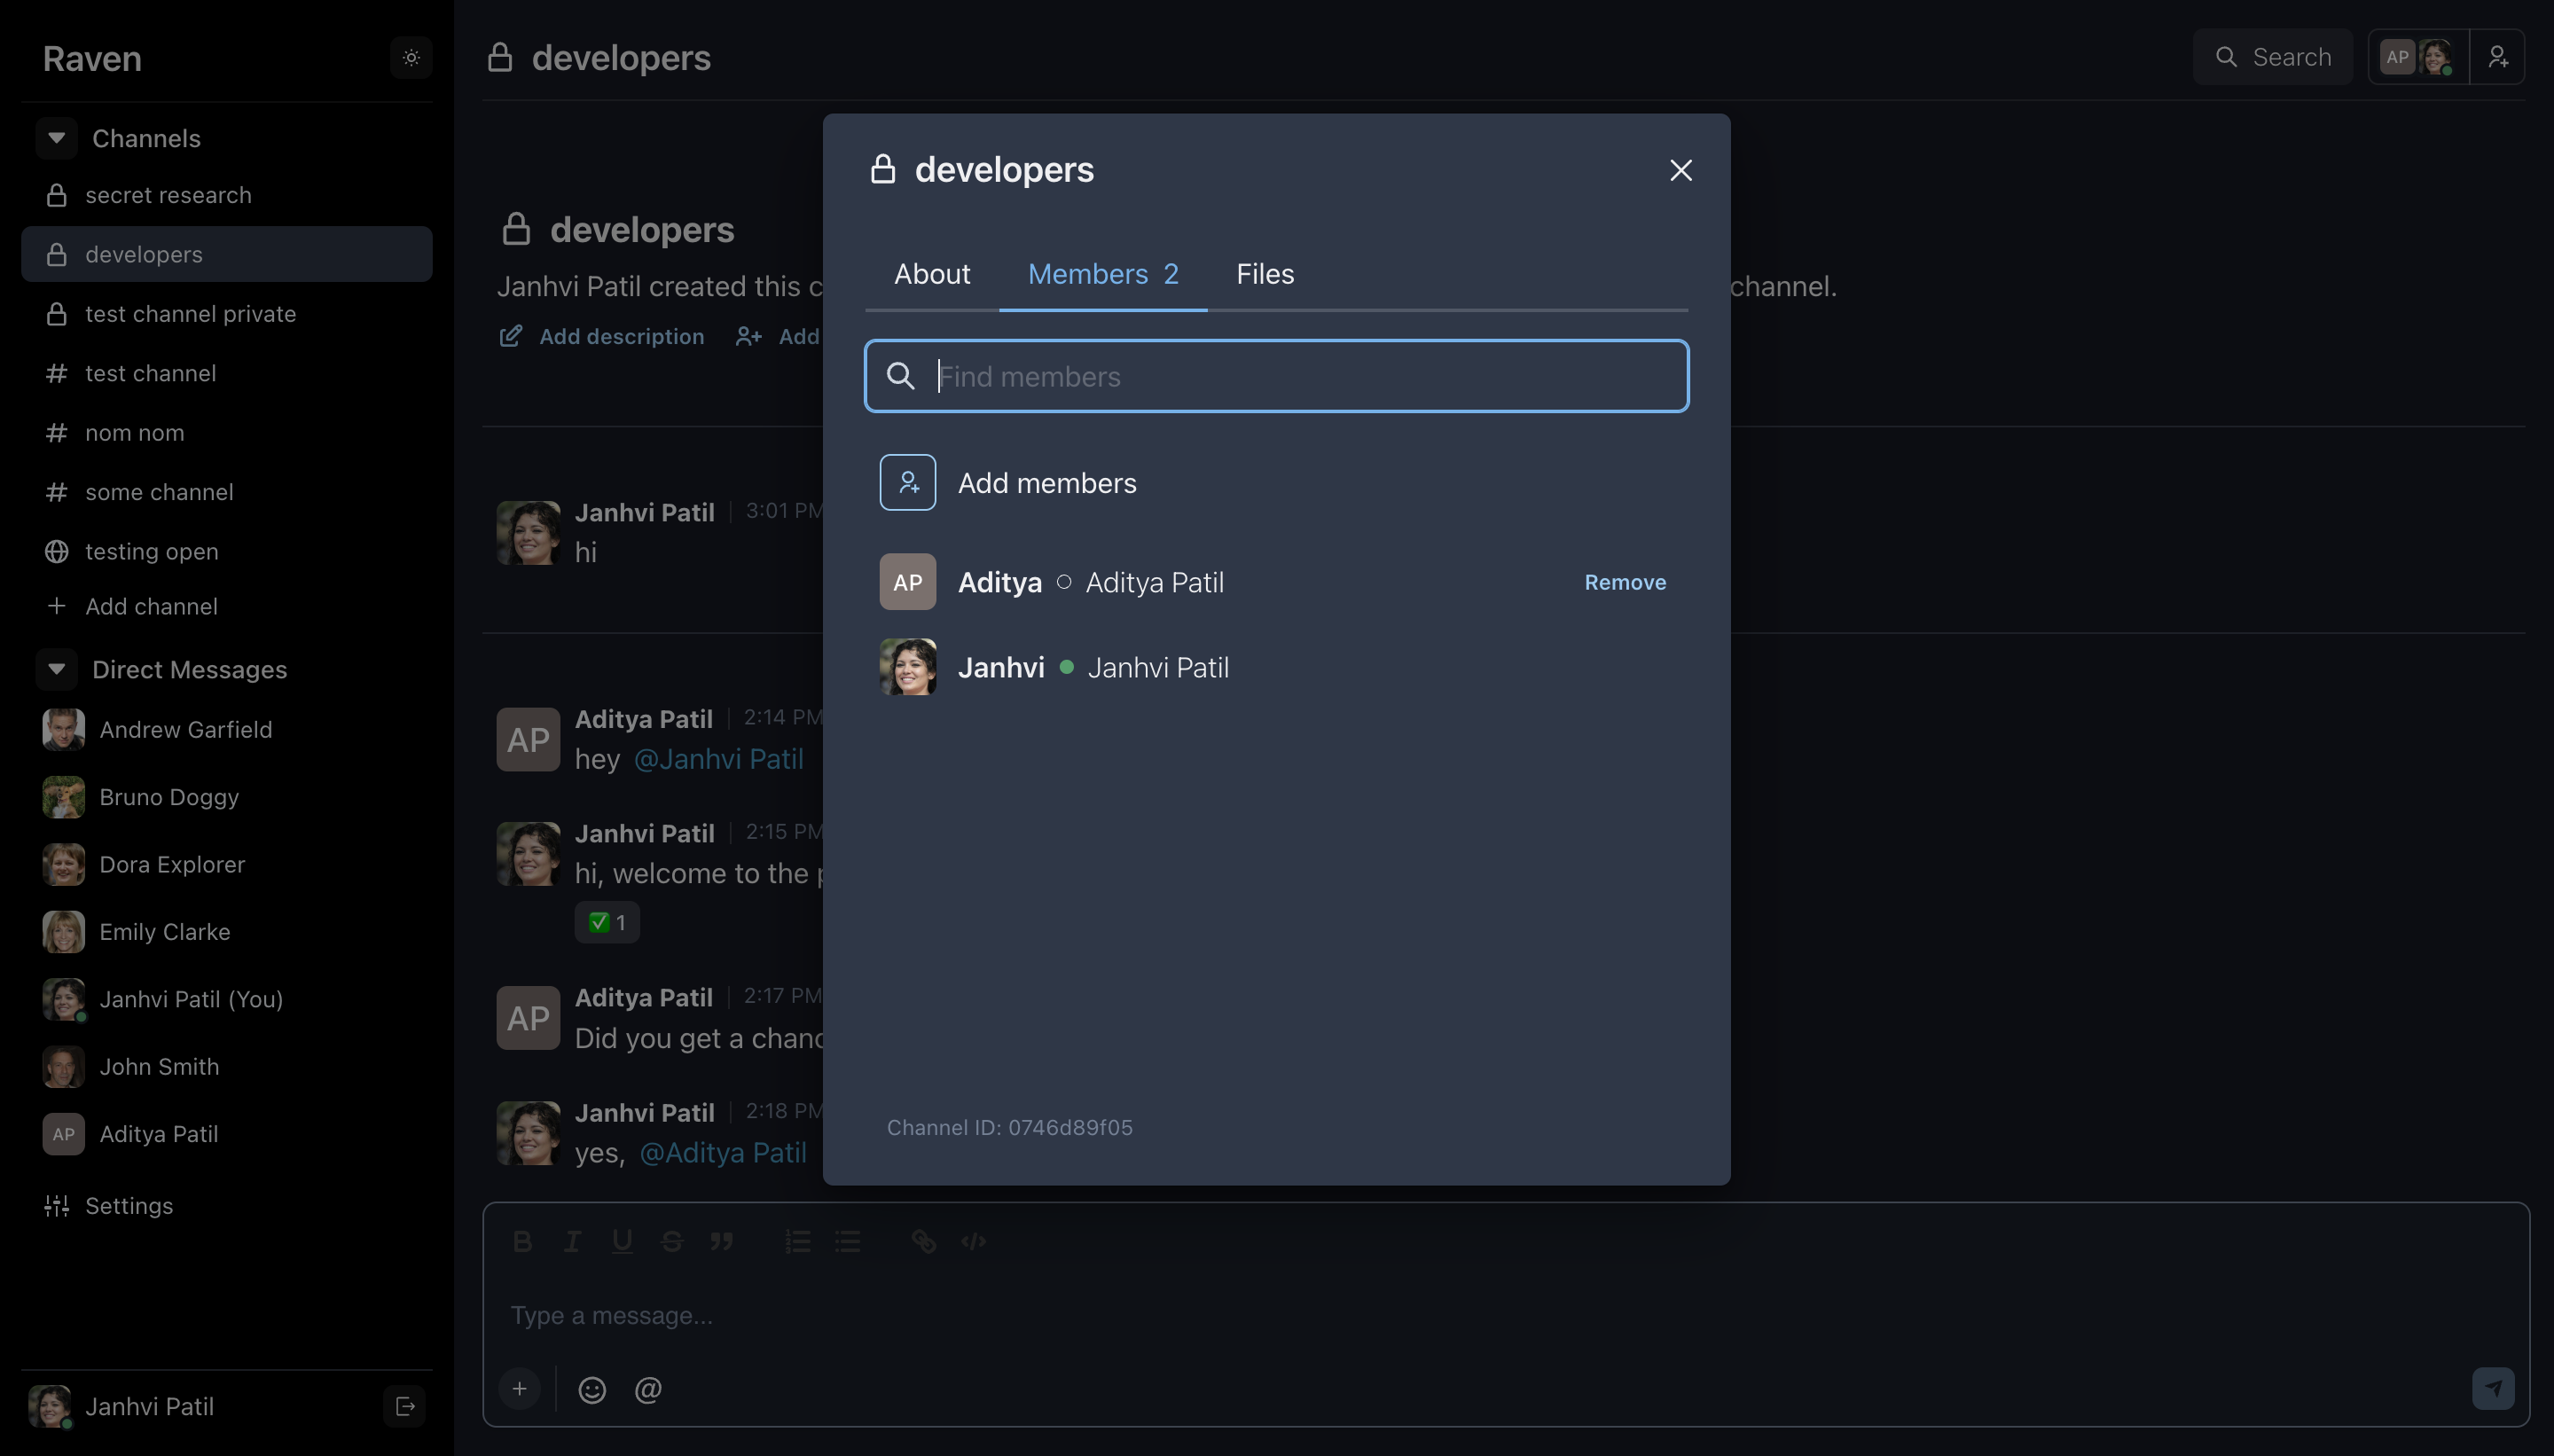 Raven
Channels
secret research
developers
test channel private
test channel
nom nom
some channel
testing open
Add channel
Direct Messages
Andrew Garfield
Bruno Doggy
Dora Explorer
Emily Clarke
Janhvi Patil (You)
John Smith
AP Aditya Patil
Settings
Janhvi Patil
developers
Search
AP
developers
Janhvi Patil created this c
channel.
Add description
Add
Janhvi Patil 3:01 PM
hi
AP
Aditya Patil 2:14 PM
hey @Janhvi Patil
Janhvi Patil 2:15 PM
hi, welcome to the
✅ 1
AP
Aditya Patil 2:17 PM
Did you get a
Janhvi Patil 2:18 PM
yes, @Aditya Patil
developers
About Members 2 Files
Find members
Add members
AP Aditya Aditya Patil Remove
Janhvi Janhvi Patil
Channel ID: 0746d89f05
B I U S
Type a message...
@